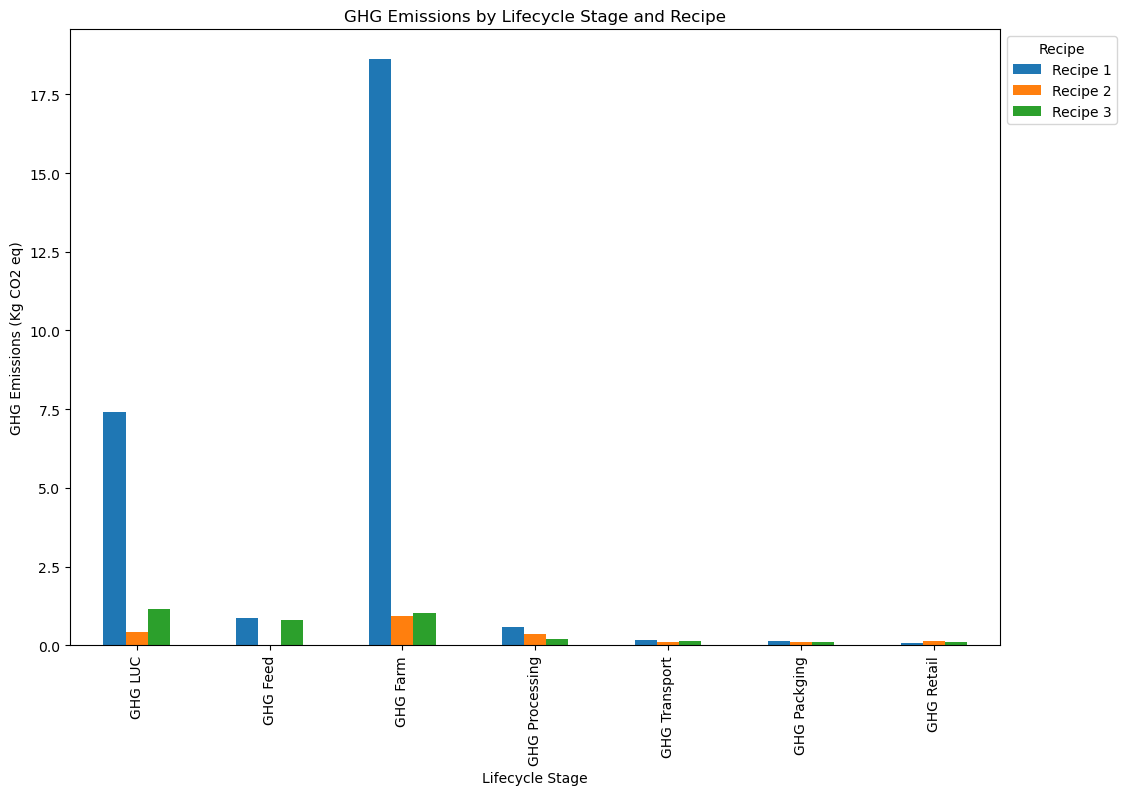 GHG Emissions by Lifecycle Stage and Recipe
Recipe
Recipe 1
Recipe 2
Recipe 3
GHG Emissions (Kg CO2 eq)
17.5
15.0
12.5
10.0
7.5
5.0
2.5
0.0
GHG LUC
GHG Feed
GHG Farm
GHG Processing
GHG Transport
GHG Packging
GHG Retail
Lifecycle Stage